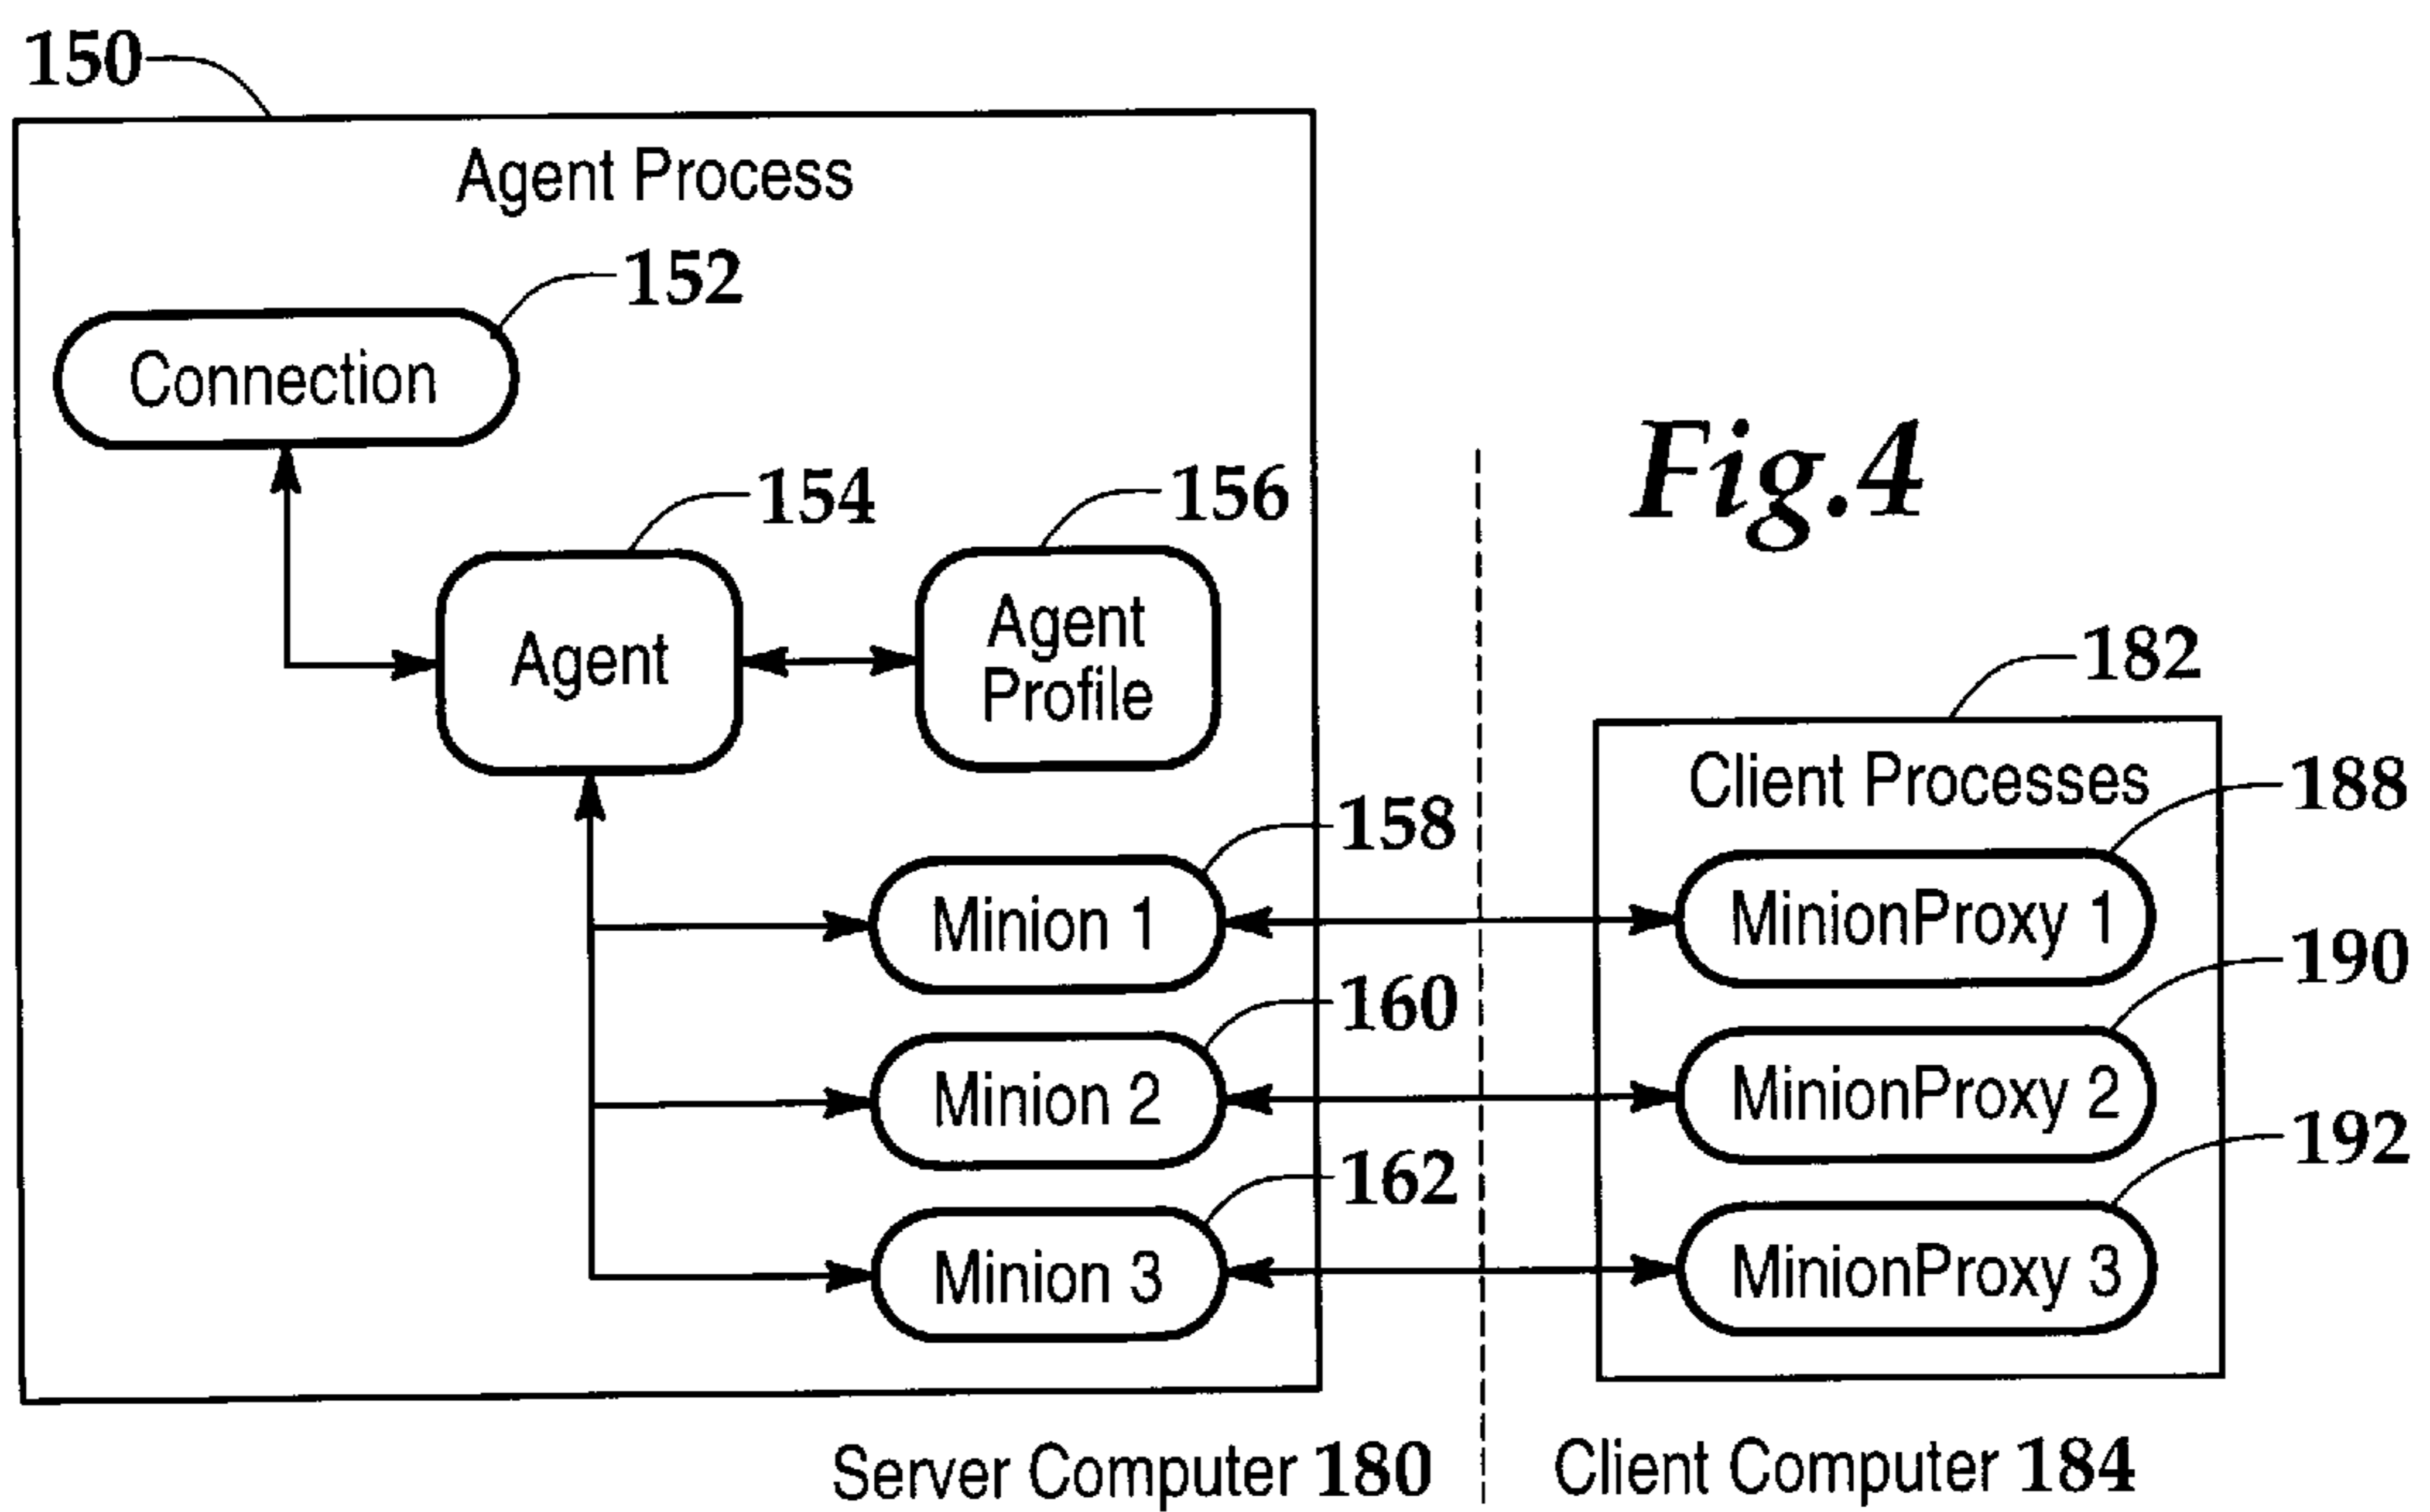 150
Agent Process
152
Connection
Fig.4
154
156
Agent
Agent
Profile
182
Client Processes
158
188
Minion 1
MinionProxy 1
160
190
Minion 2
MinionProxy 2
162
192
Minion 3
MinionProxy 3
Server Computer 180
Client Computer 184